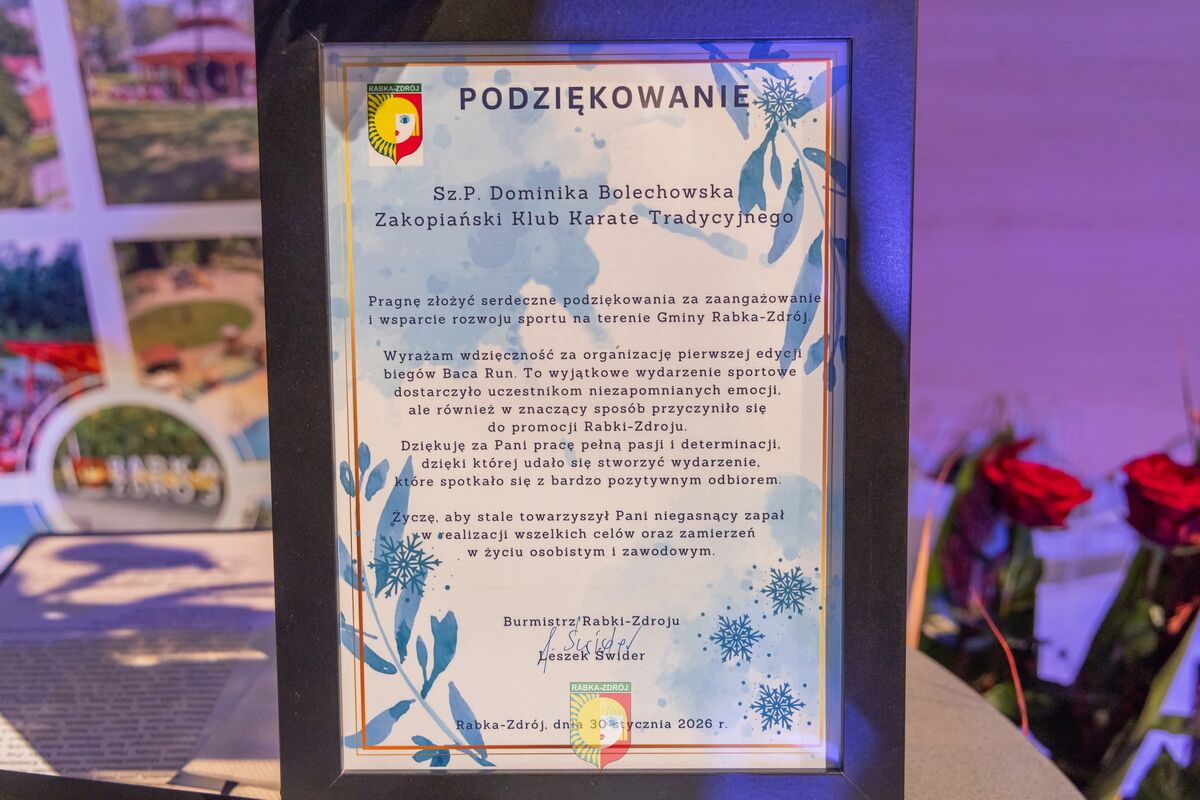 RABKA-ZDRÓJ
PODZIĘKOWANIE
Sz.P. Dominika Bolechowska
Zakopiański Klub Karate Tradycyjnego
Pragnę złożyć serdeczne podziękowania za zaangażowanie
i wsparcie rozwoju sportu na terenie Gminy Rabka-Zdrój.
Wyrażam wdzięczność za organizację pierwszej edycji
biegów Baca Run. To wyjątkowe wydarzenie sportowe
dostarczyło uczestnikom niezapomnianych emocji,
ale również w znaczący sposób przyczyniło się
do promocji Rabki-Zdroju.
Dziękuję za Pani pracę pełną pasji i determinacji,
dzięki której udało się stworzyć wydarzenie,
które spotkało się z bardzo pozytywnym odbiorem.
Życzę, aby stale towarzyszył Pani niegasnący zapał
w realizacji wszelkich celów oraz zamierzeń
w życiu osobistym i zawodowym.
Burmistrz Rabki-Zdroju
Leszek Świder
RABKA-ZDRÓJ
Rabka-Zdrój, dnia 30 stycznia 2026 r.
RABKA
ZDRÓJ